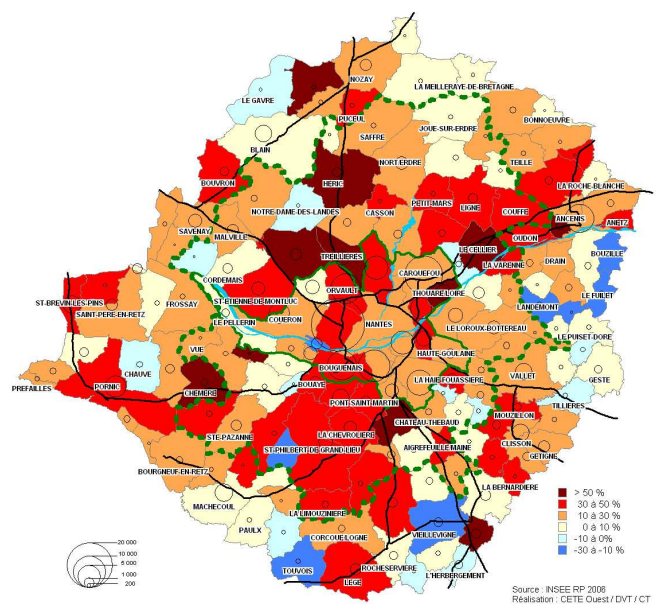 NOZAY
LA MEILLERAYE-DE-BRETAGNE
LE GAVRE
PUCEUL
BONNOEUVRE
SAFFRE
JOUE-SUR-ERDRE
BLAIN
NORT-ERDRE
TEILLE
BOUVRON
HERIC
LA ROCHE-BLANCHE
PETIT-MARS
LIGNE
NOTRE-DAME-DES-LANDES
CASSON
COUFFE
ANCENIS
ANETZ
SAVENAY
MALVILLE
OUDON
TREILLIERES
LE CELLIER
BOUZILLE
LA VARENNE
DRAIN
CORDEMAIS
CARQUEFOU
ORVAULT
THOUARE-LOIRE
LE FUILET
ST-BREVIN-LES-PINS
FROSSAY
ST-ETIENNE-DE-MONTLUC
LANDEMONT
SAINT-PERE-EN-RETZ
LE PELLERIN
COUERON
NANTES
LE LOROUX-BOTTEREAU
LE PUISET-DORE
VUE
HAUTE-GOULAINE
BOUGUENAIS
CHAUVE
VALLET
GESTE
PREFAILLES
PORNIC
BOUAYE
LA HAIE FOUASSIERE
CHEMERE
PONT SAINT-MARTIN
TILLIERES
MOUZILLON
CHATEAU-THEBAUD
STE-PAZANNE
LA CHEVROLIERE
CLISSON
AIGREFEUILLE-MAINE
ST-PHILBERT-DE GRAND-LIEU
GETIGNE
BOURGNEUF-EN-RETZ
LA BERNARDIERE
MACHECOUL
LA LIMOUZINIERE
PAULX
VIEILLEVIGNE
CORCOUE-LOGNE
TOUVOIS
ROCHESERVIERE
L'HERBERGEMENT
LEGE
> 50 %
30 à 50 %
10 à 30 %
0 à 10 %
-10 à 0%
-30 à -10 %
20 000
10 000
5 000
1 000
200
Source : INSEE RP 2006
Réalisation : CETE Ouest / DVT / CT